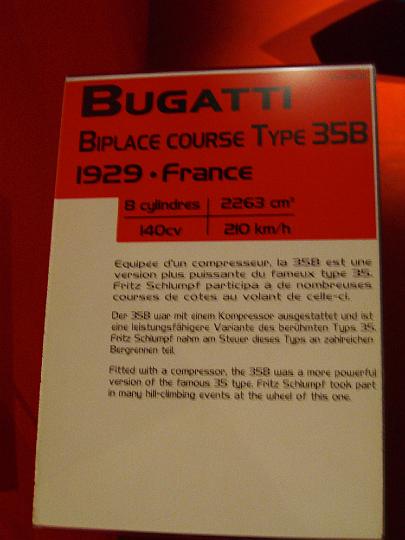 BUGATTI
BIPLACE COURSE TYPE 35B
1929 • FRANCE
8 cylindres 2263 cm³
140cv 210 km/h
Equipée d'un compresseur, la 35B est une
version plus puissante du fameux type 35.
Fritz Schlumpf participa à de nombreuses
courses de côtes au volant de celle-ci.
Der 35B war mit einem Kompressor ausgestattet und ist
eine leistungsfähigere Variante des berühmten Typs 35.
Fritz Schlumpf nahm am Steuer dieses Typs an zahlreichen
Bergrennen teil.
Fitted with a compressor, the 35B was a more powerful
version of the famous 35 type. Fritz Schlumpf took part
in many hill-climbing events at the wheel of this one.